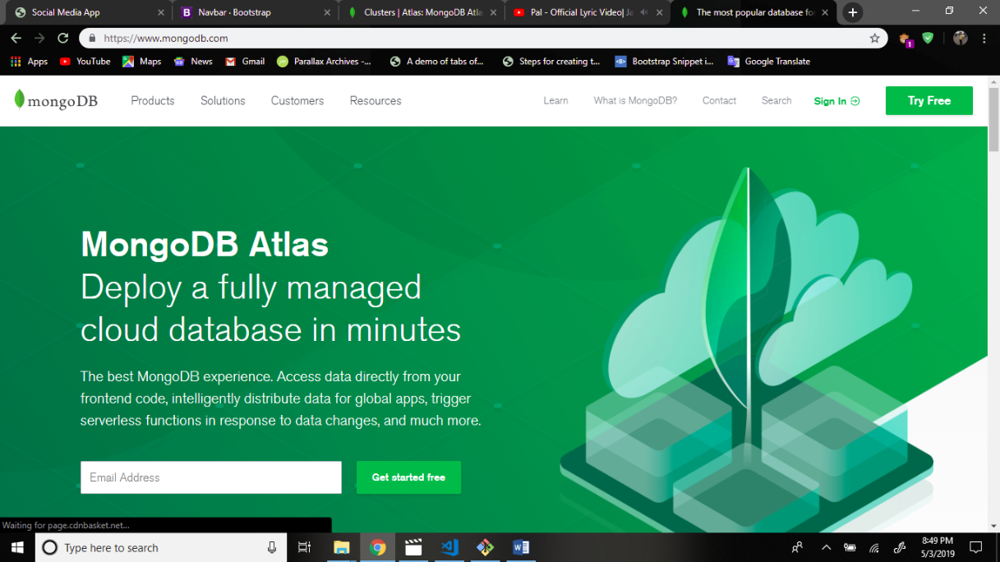 Social Media App
Navbar · Bootstrap
Clusters | Atlas: MongoDB Atla
Pal - Official Lyric Video| Ja
The most popular database fo
https://www.mongodb.com
1
Apps
YouTube
Maps
News
Gmail
Parallax Archives -...
A demo of tabs of...
Steps for creating t...
Bootstrap Snippet i...
Google Translate
mongoDB
Products
Solutions
Customers
Resources
Learn
What is MongoDB?
Contact
Search
Sign In
Try Free
MongoDB Atlas
Deploy a fully managed
cloud database in minutes
The best MongoDB experience. Access data directly from your
frontend code, intelligently distribute data for global apps, trigger
serverless functions in response to data changes, and much more.
Email Address
Get started free
Waiting for page.cdnbasket.net...
Type here to search
8:49 PM
5/3/2019